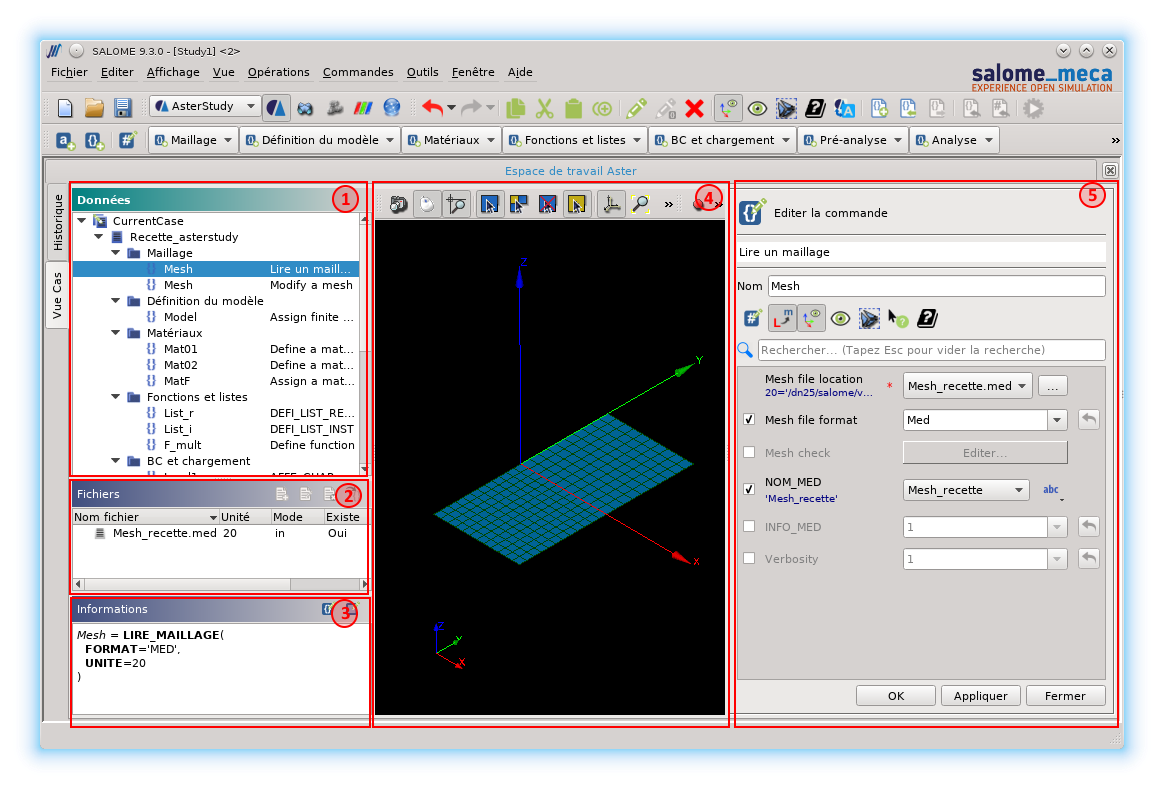 SALOME 9.3.0 - [Study1] <2>
Fichier Editer Affichage Vue Opérations Commandes Outils Fenêtre Aide
salome_meca
EXPERIENCE OPEN SIMULATION
AsterStudy
Maillage Définition du modèle Matériaux Fonctions et listes BC et chargement Pré-analyse Analyse »
Espace de travail Aster
Historique
Vue Cas
Données 1
CurrentCase
Recette_asterstudy
Maillage
Mesh Lire un maill...
Mesh Modify a mesh
Définition du modèle
Model Assign finite ...
Matériaux
Mat01 Define a mat...
Mat02 Define a mat...
MatF Assign a mat...
Fonctions et listes
List_r DEFI_LIST_RE...
List_i DEFI_LIST_INST
F_mult Define function
BC et chargement
Fichiers 2
Nom fichier Unité Mode Existe
Mesh_recette.med 20 in Oui
Informations 3
Mesh = LIRE_MAILLAGE(
FORMAT='MED',
UNITE=20
)
» 4 »
Z
Y
X
Z
Y
X
5
Editer la commande
Lire un maillage
Nom Mesh
Rechercher... (Tapez Esc pour vider la recherche)
Mesh file location Mesh_recette.med ...
20='/dn25/salome/v... *
Mesh file format Med
Mesh check Editer...
NOM_MED Mesh_recette abc
'Mesh_recette'
INFO_MED 1
Verbosity 1
OK Appliquer Fermer